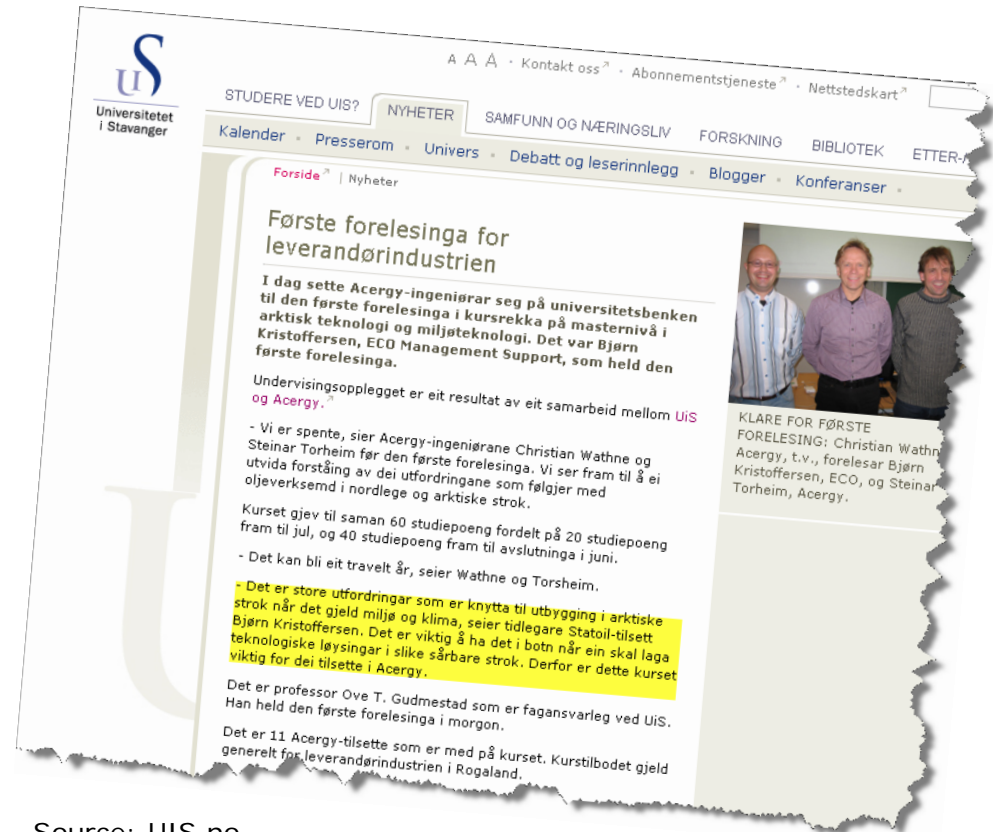 A A A · Kontakt oss · Abonnementstjeneste · Nettstedskart
US
Universitetet
i Stavanger
STUDERE VED UIS? NYHETER SAMFUNN OG NÆRINGSLIV FORSKNING BIBLIOTEK ETTER-
Kalender · Presserom · Univers · Debatt og leserinnlegg · Blogger · Konferanser ·
Forside | Nyheter
Første forelesinga for
leverandørindustrien
I dag sette Acergy-ingeniørar seg på universitetsbenken
til den første forelesinga i kursrekka på masternivå i
arktisk teknologi og miljøteknologi. Det var Bjørn
Kristoffersen, ECO Management Support, som held den
første forelesinga.
Undervisingsopplegget er eit resultat av eit samarbeid mellom UiS
og Acergy.
- Vi er spente, sier Acergy-ingeniørane Christian Wathne og
Steinar Torheim før den første forelesinga. Vi ser fram til å ei
utvida forståing av dei utfordringane som følgjer med
oljeverksemd i nordlege og arktiske strok.
Kurset gjev til saman 60 studiepoeng fordelt på 20 studiepoeng
fram til jul, og 40 studiepoeng fram til avslutninga i juni.
- Det kan bli eit travelt år, seier Wathne og Torsheim.
- Det er store utfordringar som er knytta til utbygging i arktiske
strok når det gjeld miljø og klima, seier tidlegare Statoil-tilsett
Bjørn Kristoffersen. Det er viktig å ha det i botn når ein skal laga
teknologiske løysingar i slike sårbare strok. Derfor er dette kurset
viktig for dei tilsette i Acergy.
Det er professor Ove T. Gudmestad som er fagansvarleg ved UiS.
Han held den første forelesinga i morgon.
Det er 11 Acergy-tilsette som er med på kurset. Kurstilbodet gjeld
generelt for leverandørindustrien i Rogaland.
KLARE FOR FØRSTE
FORELESING: Christian Wathn
Acergy, t.v., forelesar Bjørn
Kristoffersen, ECO, og Steinar
Torheim, Acergy.
Source: UIS.no